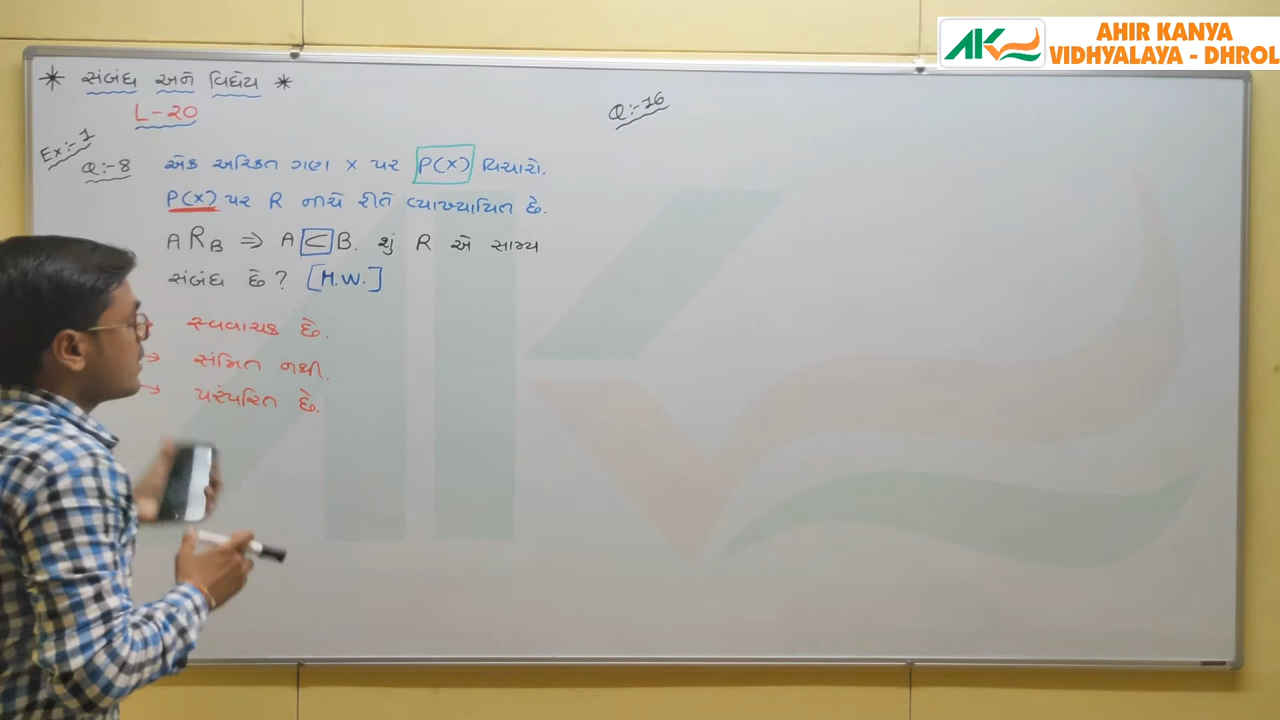 * સંબંધ અને વિધેય *
L-20
Ex:-1
Q:-8 એક અરિક્ત ગણ X પર P(X) વિચારો.
P(X) પર R નીચે રીતે વ્યાખ્યાયિત છે.
A R B ⇒ A ⊂ B. શું R એ સામ્ય
સંબંધ છે? [H.W.]
→ સ્વવાચક છે.
→ સંમિત નથી.
→ પરંપરિત છે.
Q:-16
AK
AHIR KANYA
VIDHYALAYA - DHROL